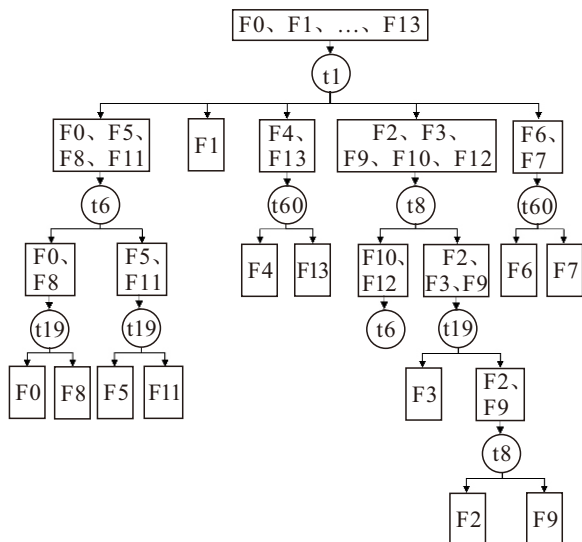 F0、F1、…、F13
t1
F0、F5、
F8、F11
F1
F4、
F13
F2、F3、
F9、F10、F12
F6、
F7
t6
t60
t8
t60
F0、
F8
F5、
F11
F4
F13
F10、
F12
F2、
F3、F9
F6
F7
t19
t19
t6
t19
F0
F8
F5
F11
F3
F2、
F9
t8
F2
F9